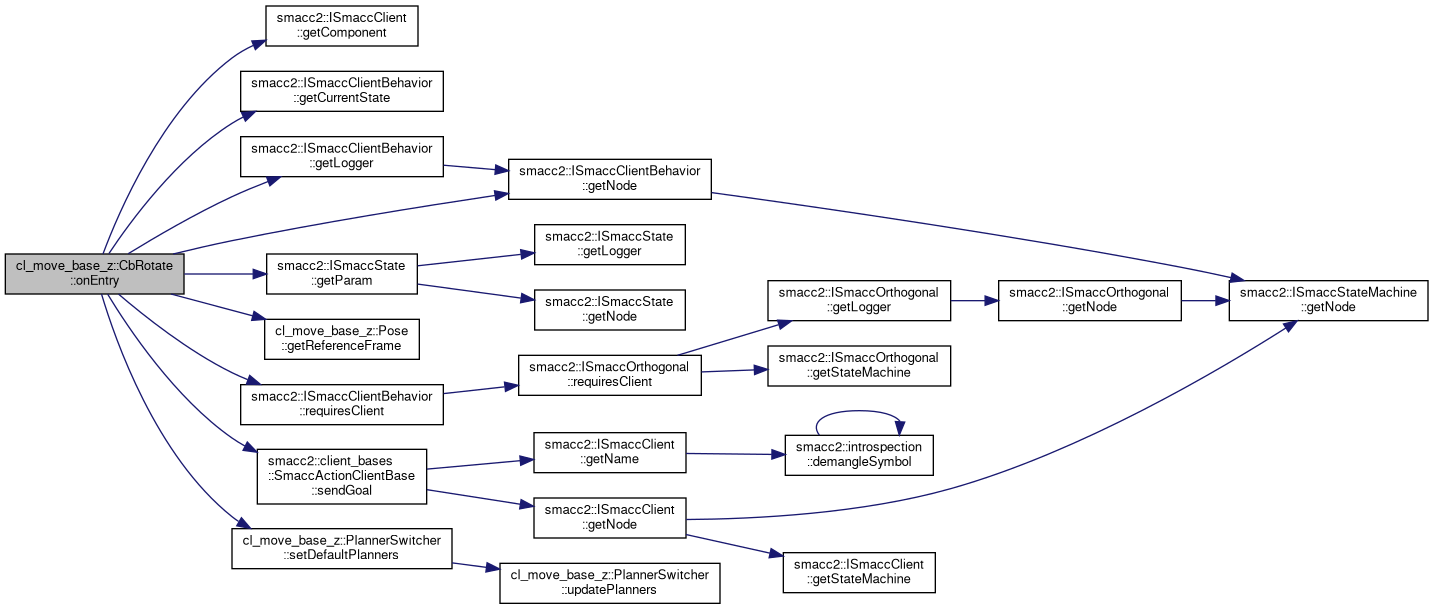 smacc2::ISmaccClient
::getComponent
smacc2::ISmaccClientBehavior
::getCurrentState
smacc2::ISmaccClientBehavior
::getLogger
smacc2::ISmaccClientBehavior
::getNode
cl_move_base_z::CbRotate
::onEntry
smacc2::ISmaccState
::getParam
smacc2::ISmaccState
::getLogger
smacc2::ISmaccState
::getNode
smacc2::ISmaccOrthogonal
::getLogger
smacc2::ISmaccOrthogonal
::getNode
smacc2::ISmaccStateMachine
::getNode
cl_move_base_z::Pose
::getReferenceFrame
smacc2::ISmaccOrthogonal
::requiresClient
smacc2::ISmaccOrthogonal
::getStateMachine
smacc2::ISmaccClientBehavior
::requiresClient
smacc2::client_bases
::SmaccActionClientBase
::sendGoal
smacc2::ISmaccClient
::getName
smacc2::introspection
::demangleSymbol
smacc2::ISmaccClient
::getNode
cl_move_base_z::PlannerSwitcher
::setDefaultPlanners
smacc2::ISmaccClient
::getStateMachine
cl_move_base_z::PlannerSwitcher
::updatePlanners